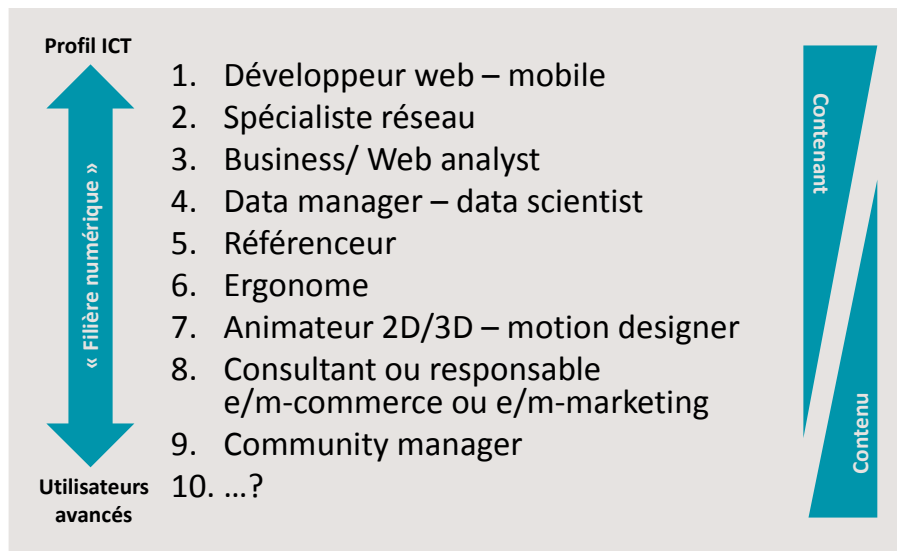 Profil ICT
« Filière numérique »
1. Développeur web – mobile
2. Spécialiste réseau
3. Business/ Web analyst
4. Data manager – data scientist
5. Référenceur
6. Ergonome
7. Animateur 2D/3D – motion designer
8. Consultant ou responsable
e/m-commerce ou e/m-marketing
9. Community manager
10. ...?
Utilisateurs
avancés
Contenant
Contenu